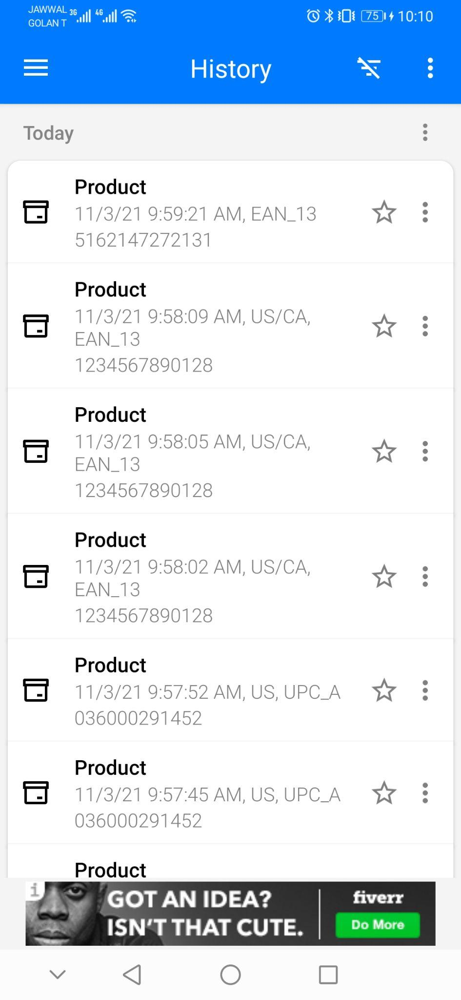 JAWWAL 3G 4G
GOLAN T
75 10:10
History
Today
Product
11/3/21 9:59:21 AM, EAN_13
5162147272131
Product
11/3/21 9:58:09 AM, US/CA,
EAN_13
1234567890128
Product
11/3/21 9:58:05 AM, US/CA,
EAN_13
1234567890128
Product
11/3/21 9:58:02 AM, US/CA,
EAN_13
1234567890128
Product
11/3/21 9:57:52 AM, US, UPC_A
036000291452
Product
11/3/21 9:57:45 AM, US, UPC_A
036000291452
Product
i
GOT AN IDEA?
ISN'T THAT CUTE.
fiverr
Do More